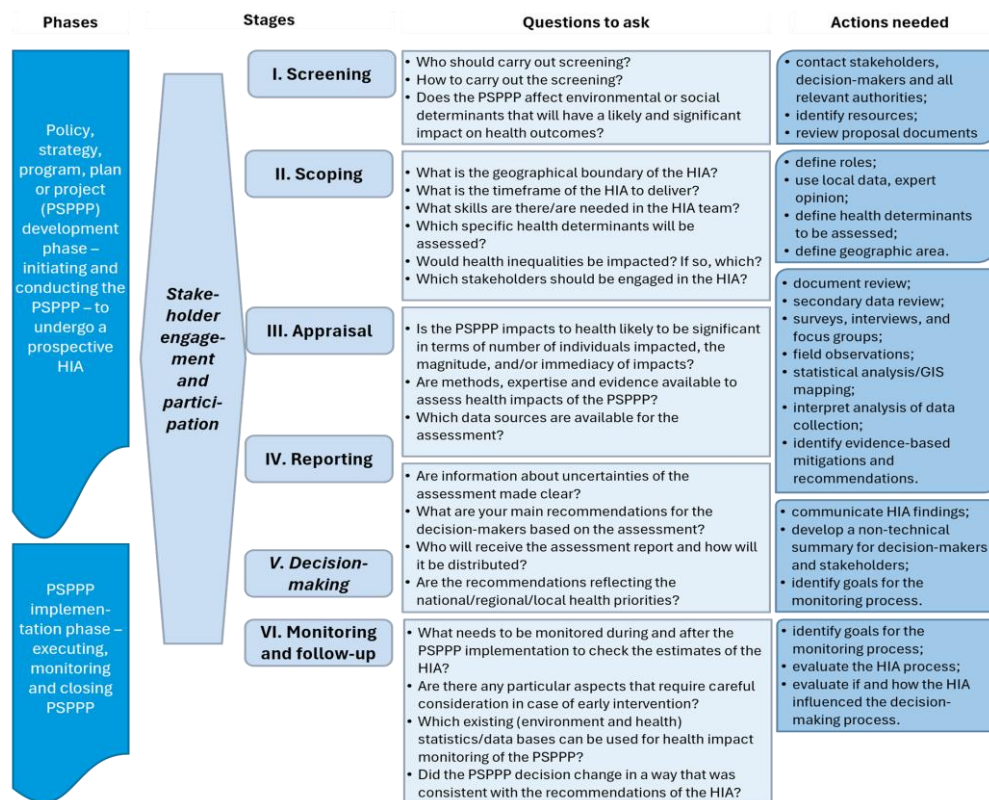 Phases
Stages
Questions to ask
Actions needed
Policy,
strategy,
program, plan
or project
(PSPPP)
development
phase –
initiating and
conducting the
PSPPP – to
undergo a
prospective
HIA
PSPPP
implemen-
tation phase –
executing,
monitoring
and closing
PSPPP
Stake-
holder
engage-
ment
and
partici-
pation
I. Screening
• Who should carry out screening?
• How to carry out the screening?
• Does the PSPPP affect environmental or social
determinants that will have a likely and significant
impact on health outcomes?
• contact stakeholders,
decision-makers and all
relevant authorities;
• identify resources;
• review proposal documents
II. Scoping
• What is the geographical boundary of the HIA?
• What is the timeframe of the HIA to deliver?
• What skills are there/are needed in the HIA team?
• Which specific health determinants will be
assessed?
• Would health inequalities be impacted? If so, which?
• Which stakeholders should be engaged in the HIA?
• define roles;
• use local data, expert
opinion;
• define health determinants
to be assessed;
• define geographic area.
III. Appraisal
• Is the PSPPP impacts to health likely to be significant
in terms of number of individuals impacted, the
magnitude, and/or immediacy of impacts?
• Are methods, expertise and evidence available to
assess health impacts of the PSPPP?
• Which data sources are available for the
assessment?
• document review;
• secondary data review;
• surveys, interviews, and
focus groups;
• field observations;
• statistical analysis/GIS
mapping;
• interpret analysis of data
collection;
• identify evidence-based
mitigations and
recommendations.
IV. Reporting
V. Decision-
making
• Are information about uncertainties of the
assessment made clear?
• What are your main recommendations for
the decision-makers based on the assessment?
• Who will receive the assessment report and how will
it be distributed?
• Are the recommendations reflecting the
national/regional/local health priorities?
• communicate HIA findings;
• develop a non-technical
summary for decision-makers
and stakeholders;
• identify goals for the
monitoring process.
VI. Monitoring
and follow-up
• What needs to be monitored during and after the
PSPPP implementation to check the estimates of the
HIA?
• Are there any particular aspects that require careful
consideration in case of early intervention?
• Which existing (environment and health)
statistics/data bases can be used for health impact
monitoring of the PSPPP?
• Did the PSPPP decision change in a way that was
consistent with the recommendations of the HIA?
• identify goals for the
monitoring process;
• evaluate the HIA process;
• evaluate if and how the HIA
influenced the decision-
making process.